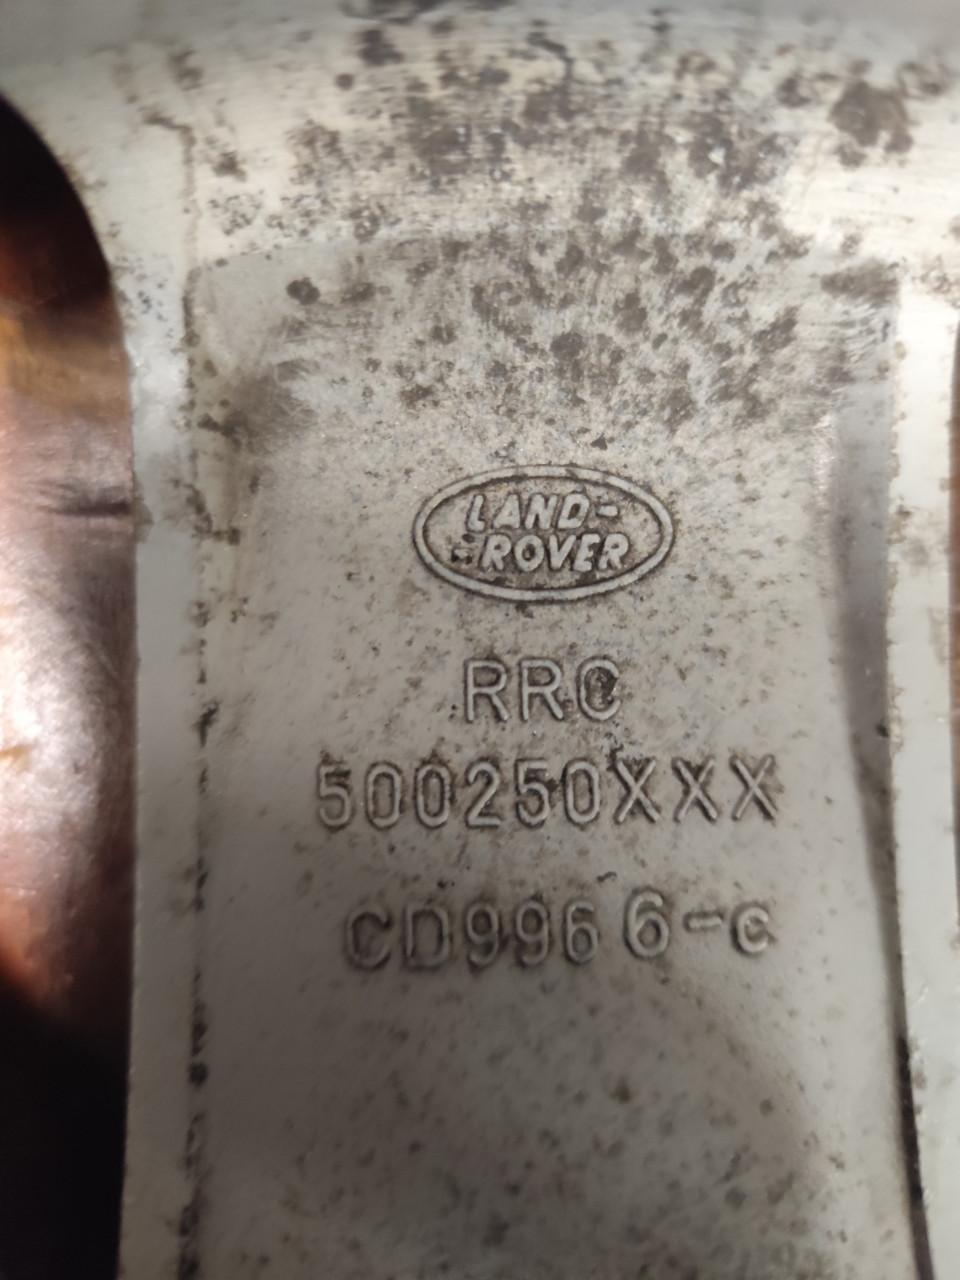 LAND-
-ROVER
RRC
500250XXX
CD9966-c